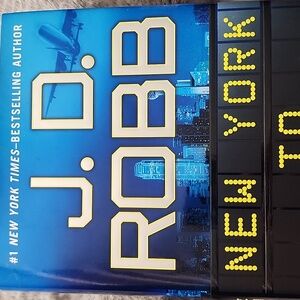 #1 NEW YORK TIMES–BESTSELLING AUTHOR
J. D.
ROBB
NEW YORK
TO